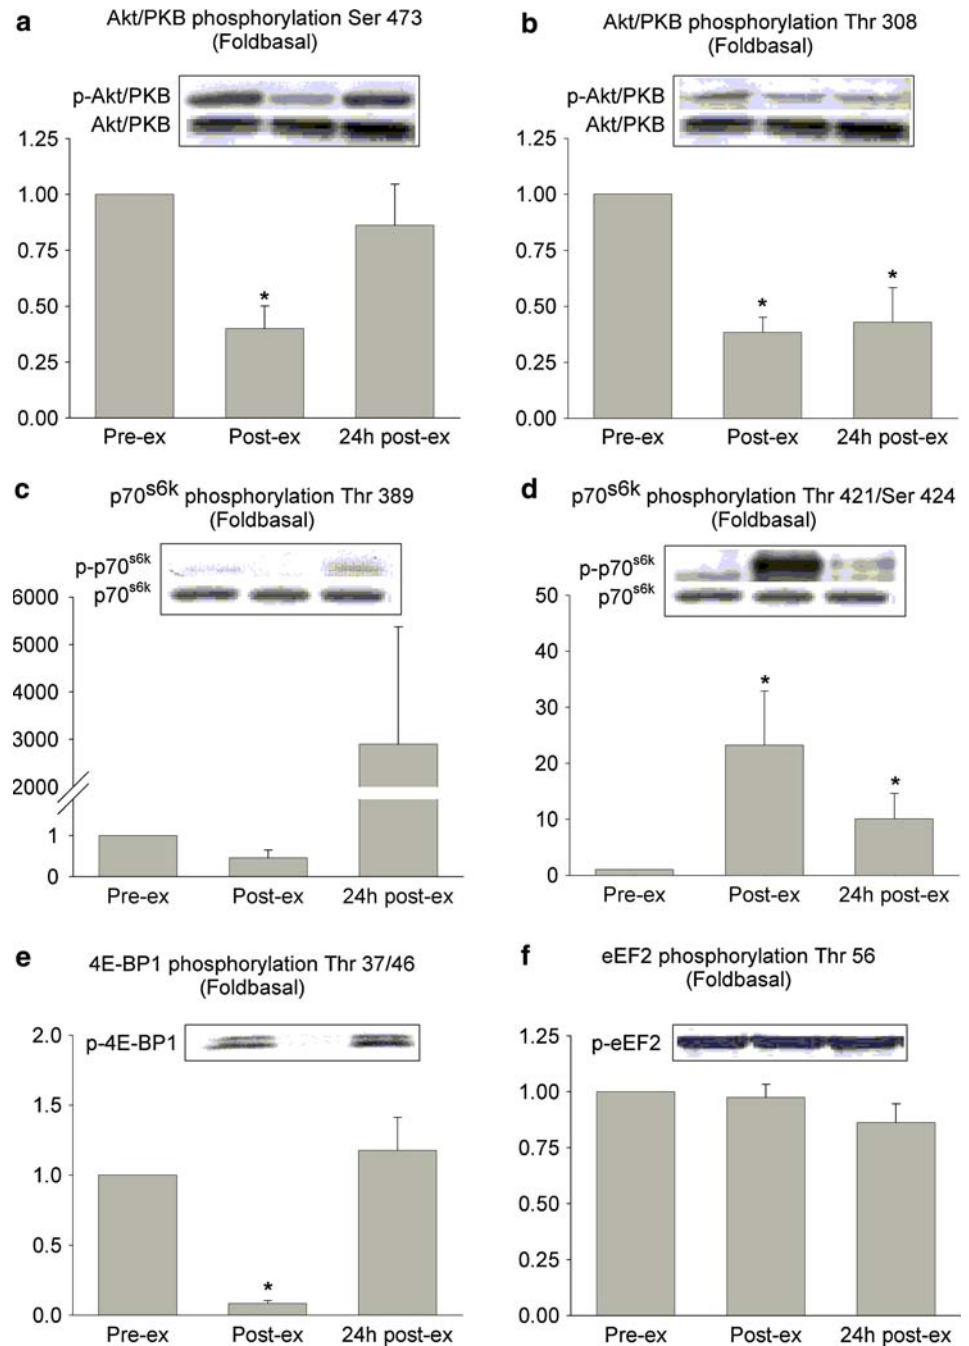 a
Akt/PKB phosphorylation Ser 473
(Foldbasal)
p-Akt/PKB
Akt/PKB
1.25
1.00
0.75
0.50
0.25
0.00
*
Pre-ex Post-ex 24h post-ex
b
Akt/PKB phosphorylation Thr 308
(Foldbasal)
p-Akt/PKB
Akt/PKB
1.25
1.00
0.75
0.50
0.25
0.00
* *
Pre-ex Post-ex 24h post-ex
c
p70s6k phosphorylation Thr 389
(Foldbasal)
p-p70s6k
p70s6k
6000
5000
4000
3000
2000
1
0
Pre-ex Post-ex 24h post-ex
d
p70s6k phosphorylation Thr 421/Ser 424
(Foldbasal)
p-p70s6k
p70s6k
50
40
30
20
10
0
* *
Pre-ex Post-ex 24h post-ex
e
4E-BP1 phosphorylation Thr 37/46
(Foldbasal)
p-4E-BP1
2.0
1.5
1.0
0.5
0.0
*
Pre-ex Post-ex 24h post-ex
f
eEF2 phosphorylation Thr 56
(Foldbasal)
p-eEF2
1.25
1.00
0.75
0.50
0.25
0.00
Pre-ex Post-ex 24h post-ex